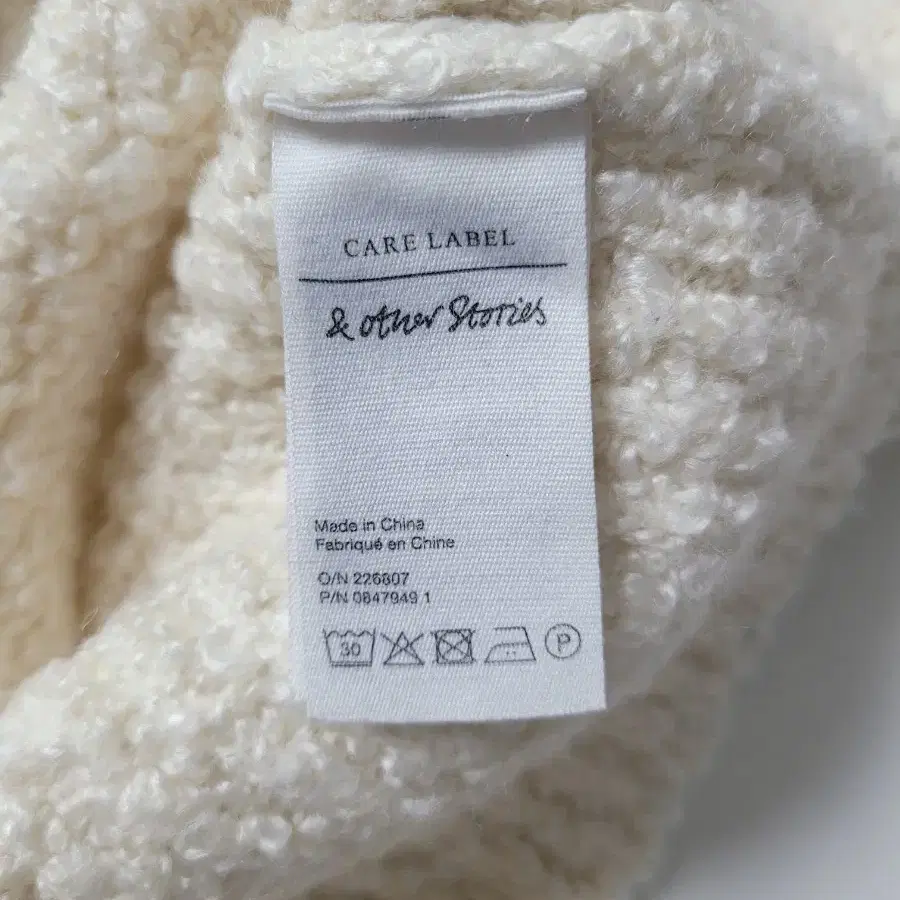 CARE LABEL
& other Stories
Made in China
Fabriqué en Chine
O/N 226807
P/N 0847949 1
30
P